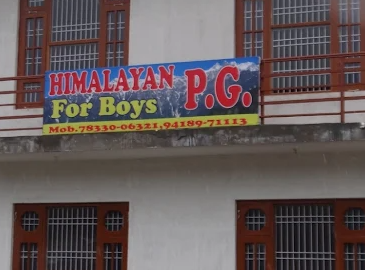 HIMALAYAN P.G.
For Boys
Mob.78330-06321,94189-71113